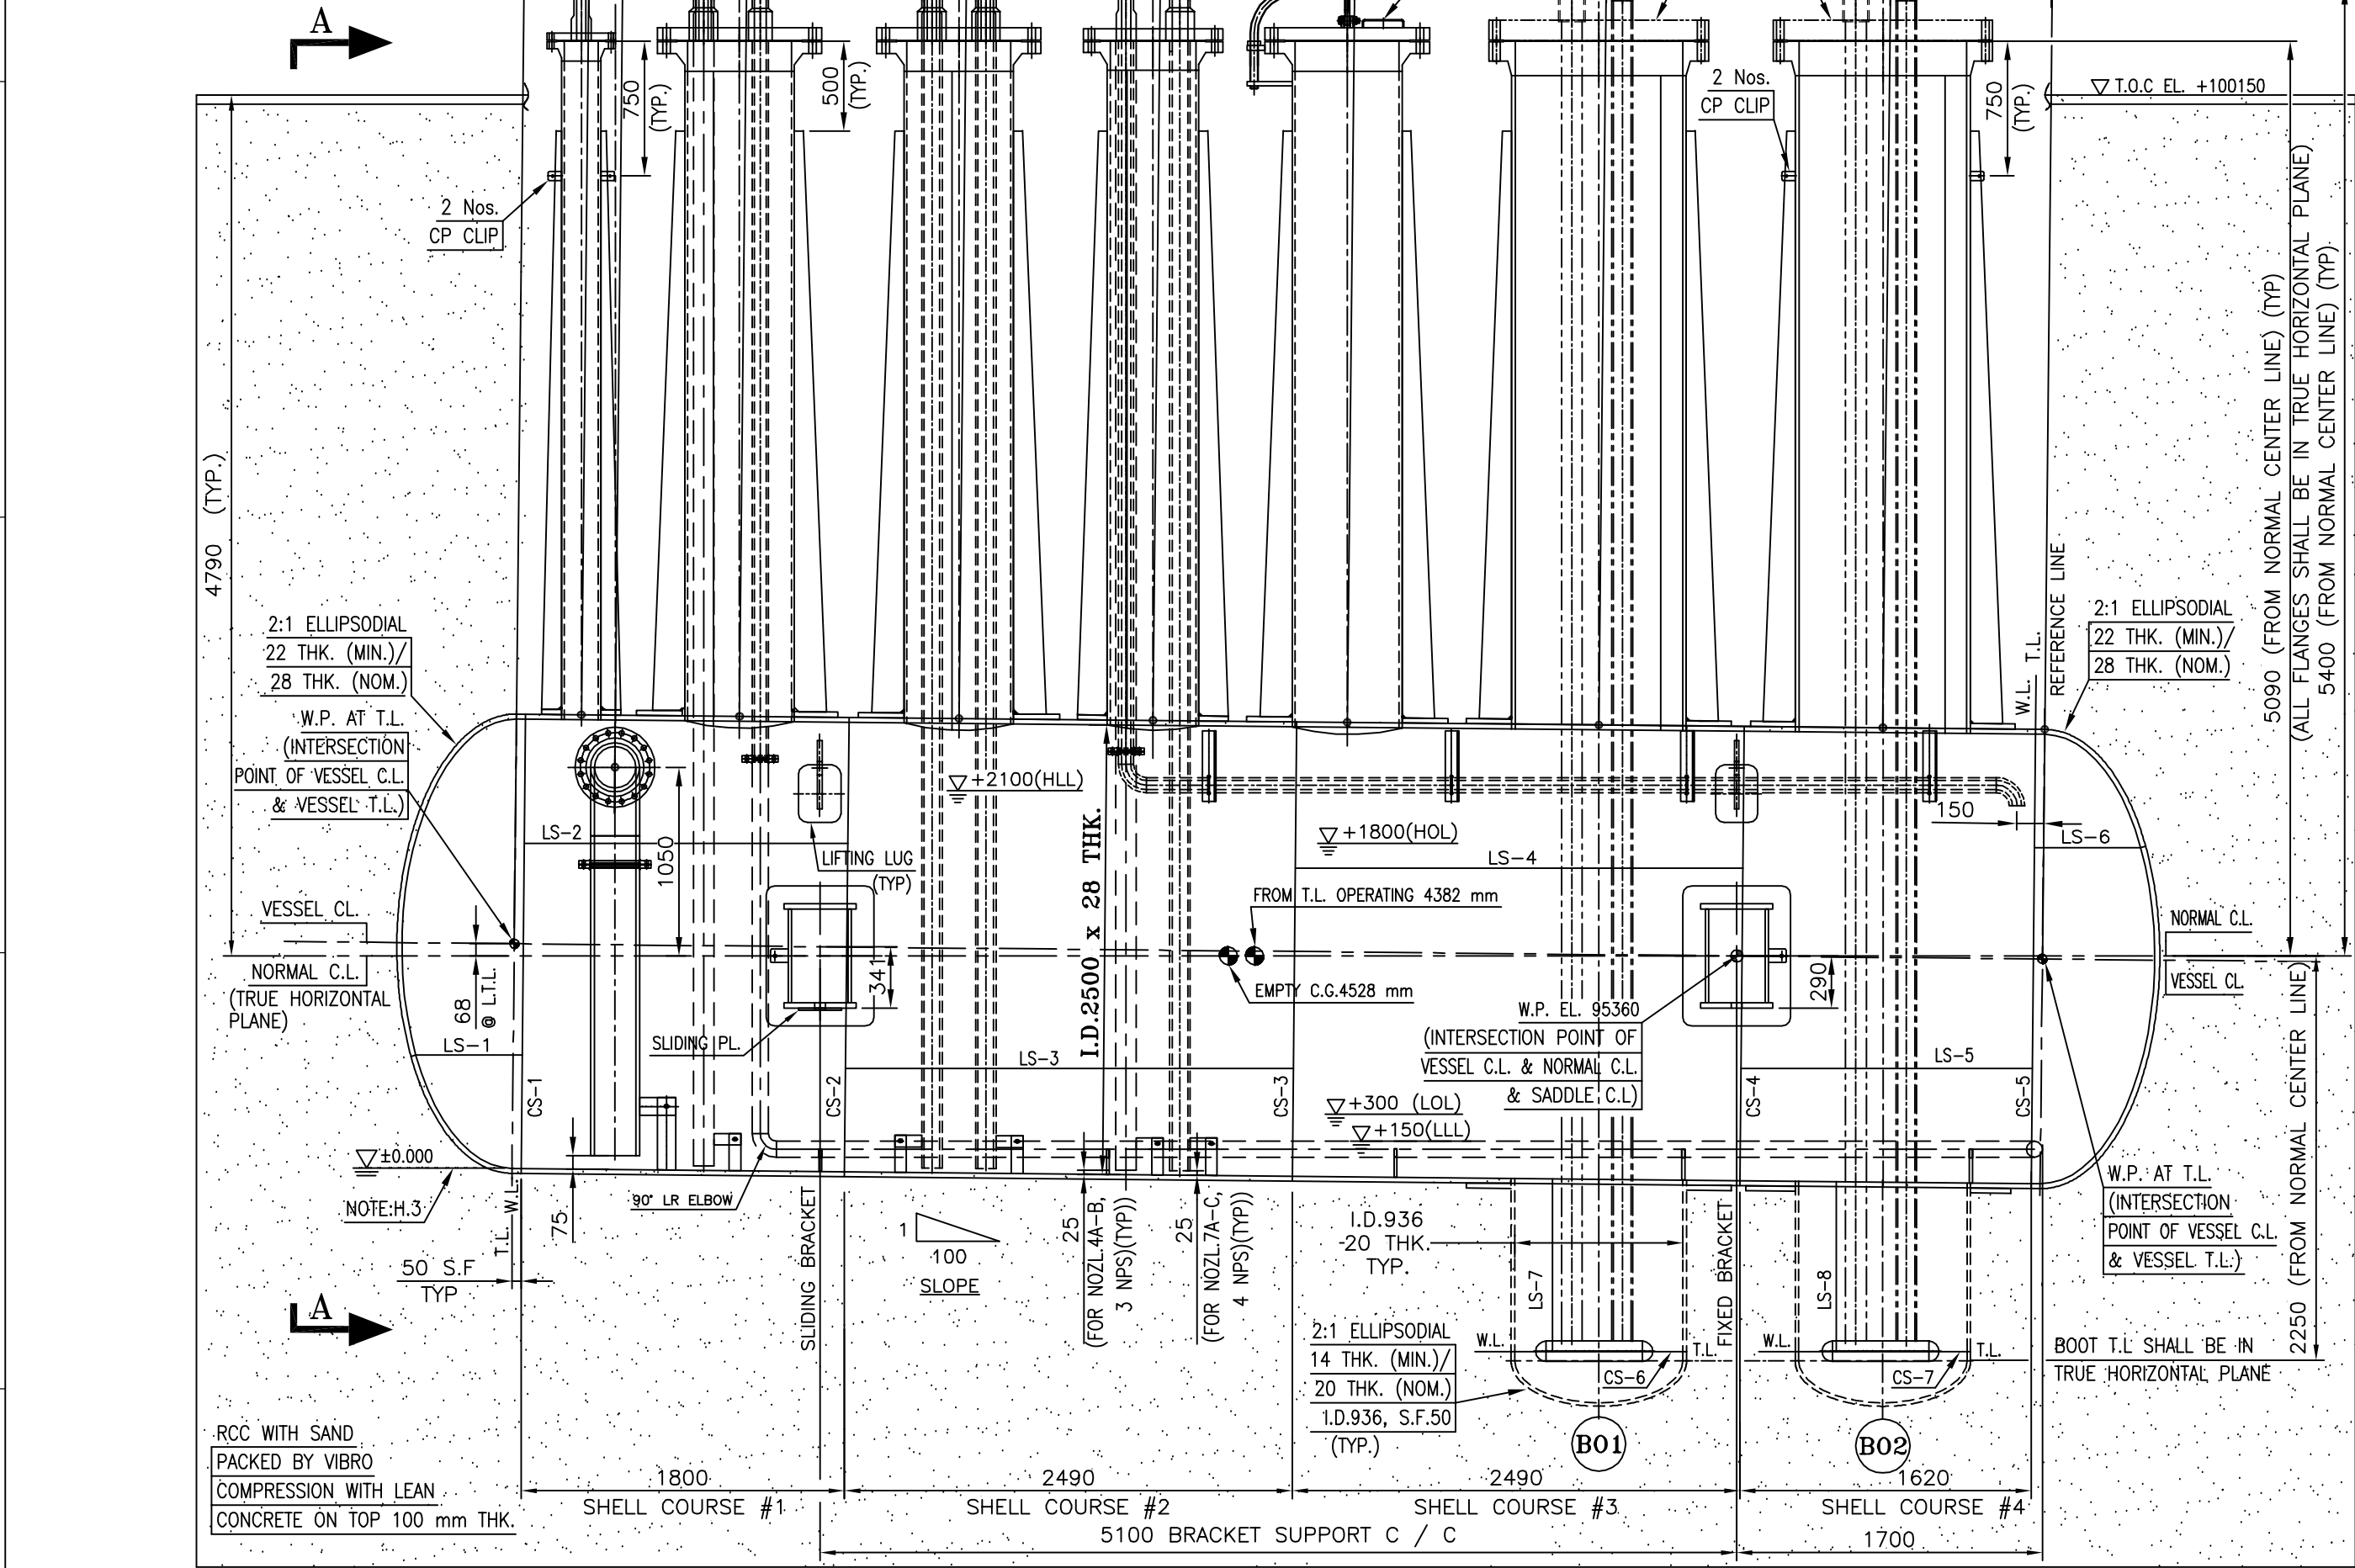 A
750
(TYP.)
500
(TYP.)
2 Nos.
CP CLIP
750
(TYP.)
T.O.C EL. +100150
2 Nos.
CP CLIP
4790 (TYP.)
5090 (FROM NORMAL CENTER LINE) (TYP)
(ALL FLANGES SHALL BE IN TRUE HORIZONTAL PLANE)
5400 (FROM NORMAL CENTER LINE) (TYP)
2:1 ELLIPSODIAL
22 THK. (MIN.)/
28 THK. (NOM.)
W.P. AT T.L.
(INTERSECTION
POINT OF VESSEL C.L.
& VESSEL T.L.)
W.L.
T.L.
REFERENCE LINE
2:1 ELLIPSODIAL
22 THK. (MIN.)/
28 THK. (NOM.)
+2100(HLL)
+1800(HOL)
150
LS-2
1050
LIFTING LUG
(TYP)
I.D.2500 x 28 THK.
LS-4
LS-6
VESSEL CL.
NORMAL C.L.
(TRUE HORIZONTAL
PLANE)
68
@ L.T.L.
341
FROM T.L. OPERATING 4382 mm
EMPTY C.G.4528 mm
290
NORMAL C.L.
VESSEL CL.
W.P. EL. 95360
(INTERSECTION POINT OF
VESSEL C.L. & NORMAL C.L.
& SADDLE C.L)
SLIDING PL.
LS-1
LS-3
LS-5
CS-1
CS-2
CS-3
CS-4
CS-5
+300 (LOL)
+150(LLL)
±0.000
NOTE:H.3
90° LR ELBOW
75
T.L.
W.L.
50 S.F
TYP
SLIDING BRACKET
1
100
SLOPE
25
(FOR NOZL.4A-B,
3 NPS)(TYP))
25
(FOR NOZL.7A-C,
4 NPS)(TYP))
I.D.936
20 THK.
TYP.
LS-7
FIXED BRACKET
LS-8
W.P. AT T.L.
(INTERSECTION
POINT OF VESSEL C.L.
& VESSEL T.L.)
2250 (FROM NORMAL CENTER LINE)
A
2:1 ELLIPSODIAL
14 THK. (MIN.)/
20 THK. (NOM.)
I.D.936, S.F.50
(TYP.)
W.L.
T.L.
CS-6
W.L.
T.L.
CS-7
BOOT T.L SHALL BE IN
TRUE HORIZONTAL PLANE
B01
B02
RCC WITH SAND
PACKED BY VIBRO
COMPRESSION WITH LEAN
CONCRETE ON TOP 100 mm THK.
1800
SHELL COURSE #1
2490
SHELL COURSE #2
2490
SHELL COURSE #3
1620
SHELL COURSE #4
5100 BRACKET SUPPORT C / C
1700